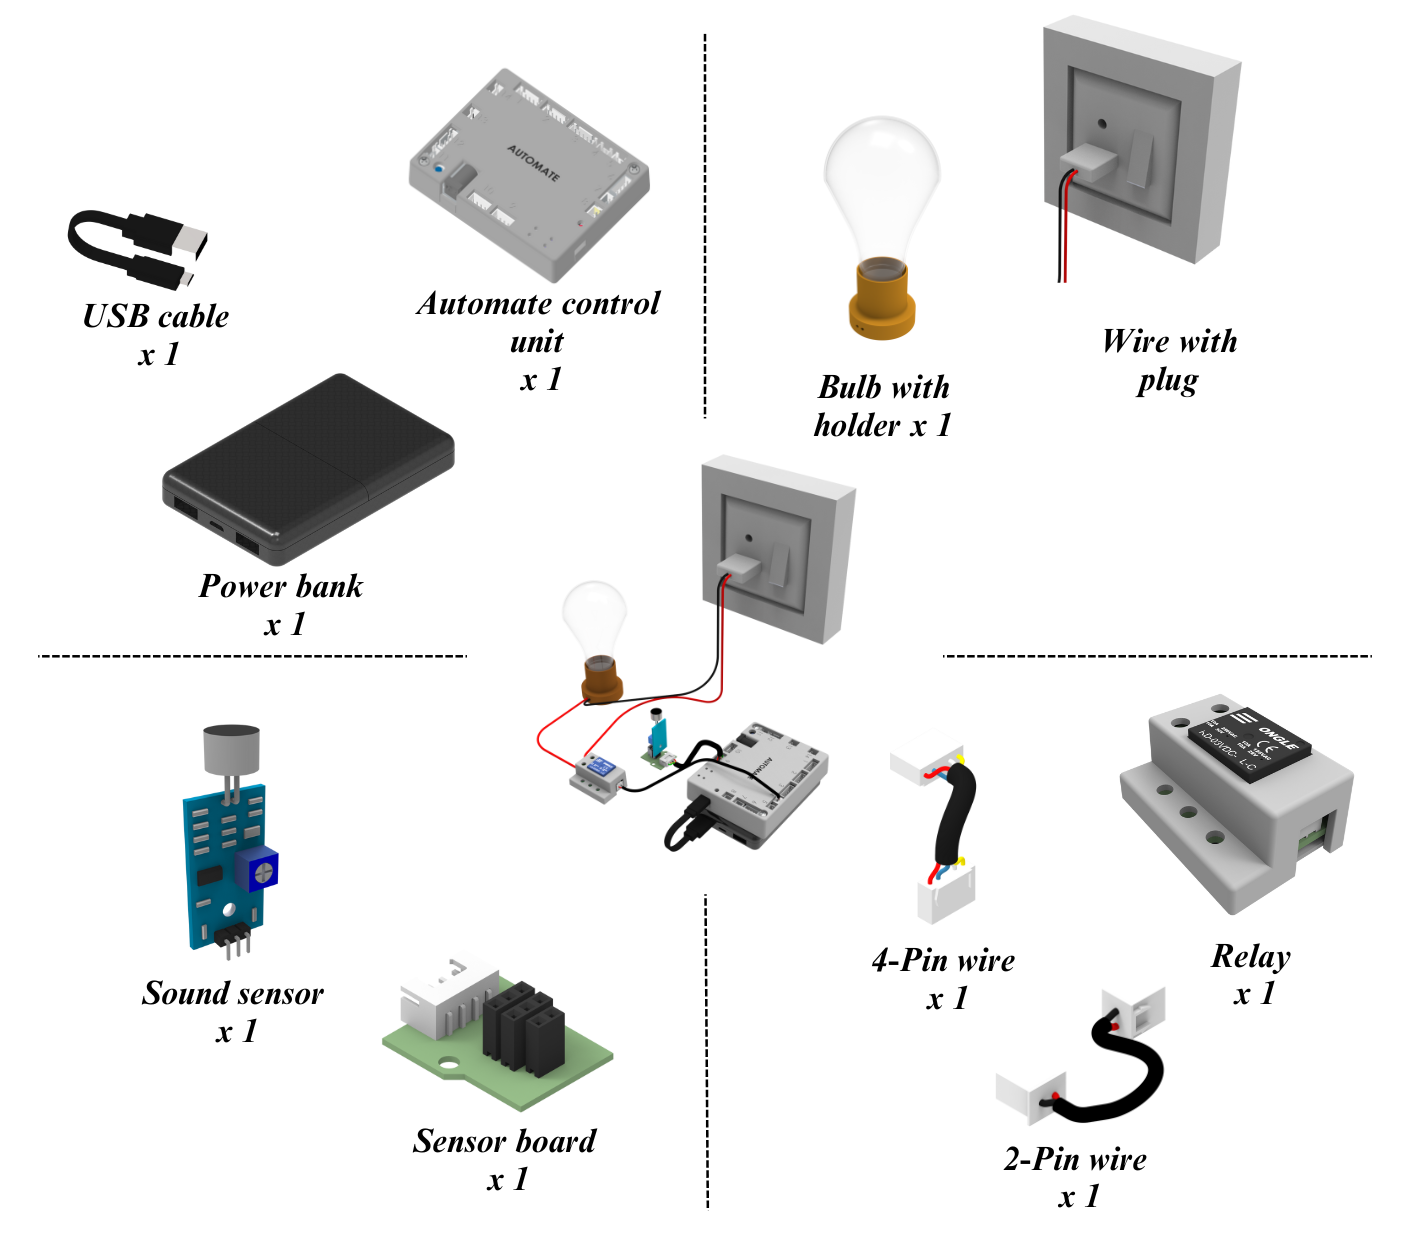 AUTOMATE
USB cable
x 1
Automate control
unit
x 1
Power bank
x 1
Bulb with
holder x 1
Wire with
plug
Sound sensor
x 1
Sensor board
x 1
4-Pin wire
x 1
ONGLE
CE
Relay
x 1
2-Pin wire
x 1